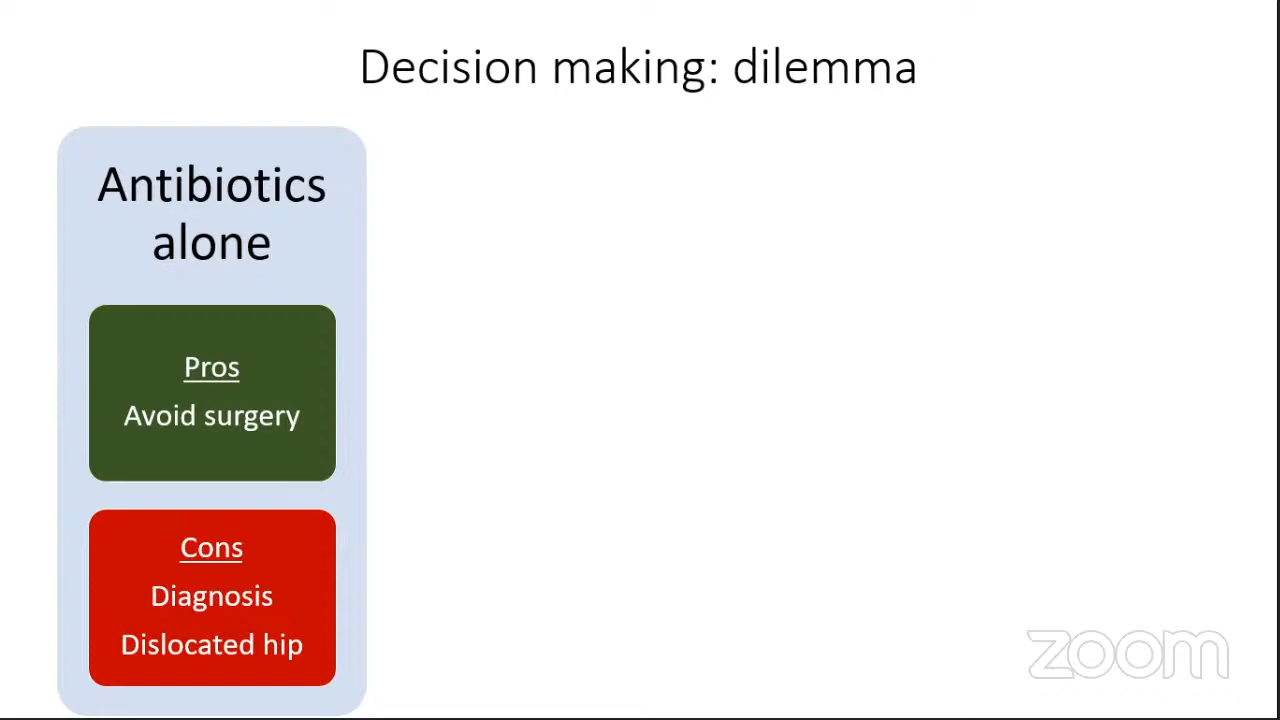 Decision making: dilemma
Antibiotics
alone
Pros
Avoid surgery
Cons
Diagnosis
Dislocated hip
zoom